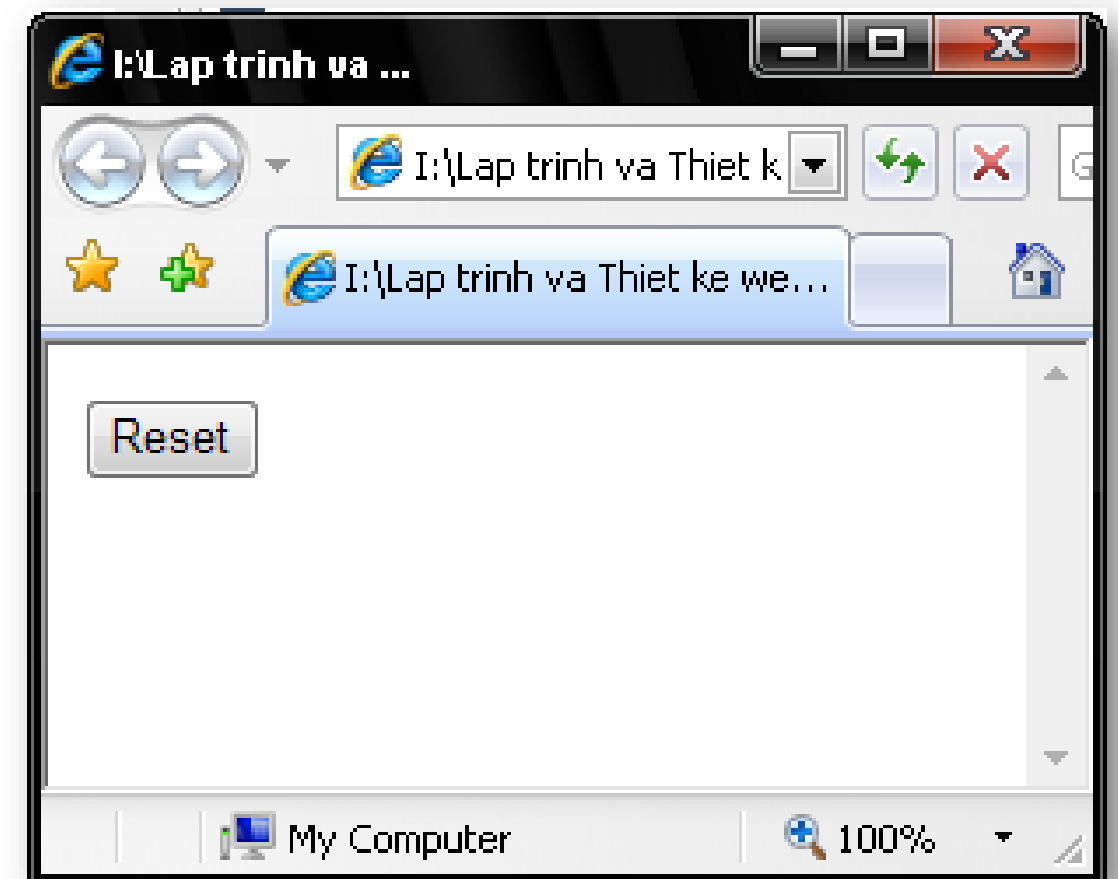 I:\Lap trinh va ...
I:\Lap trinh va Thiet k
G
I:\Lap trinh va Thiet ke we...
Reset
My Computer
100%